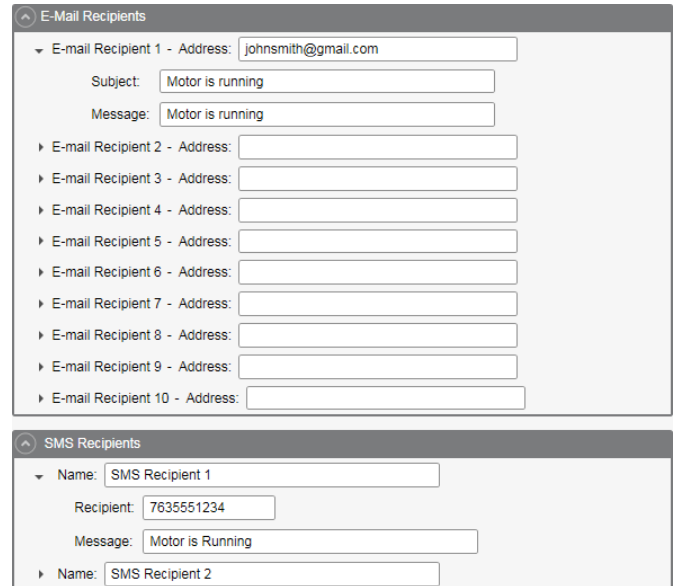 E-Mail Recipients
E-mail Recipient 1 - Address: johnsmith@gmail.com
Subject: Motor is running
Message: Motor is running
E-mail Recipient 2 - Address:
E-mail Recipient 3 - Address:
E-mail Recipient 4 - Address:
E-mail Recipient 5 - Address:
E-mail Recipient 6 - Address:
E-mail Recipient 7 - Address:
E-mail Recipient 8 - Address:
E-mail Recipient 9 - Address:
E-mail Recipient 10 - Address:
SMS Recipients
Name: SMS Recipient 1
Recipient: 7635551234
Message: Motor is Running
Name: SMS Recipient 2